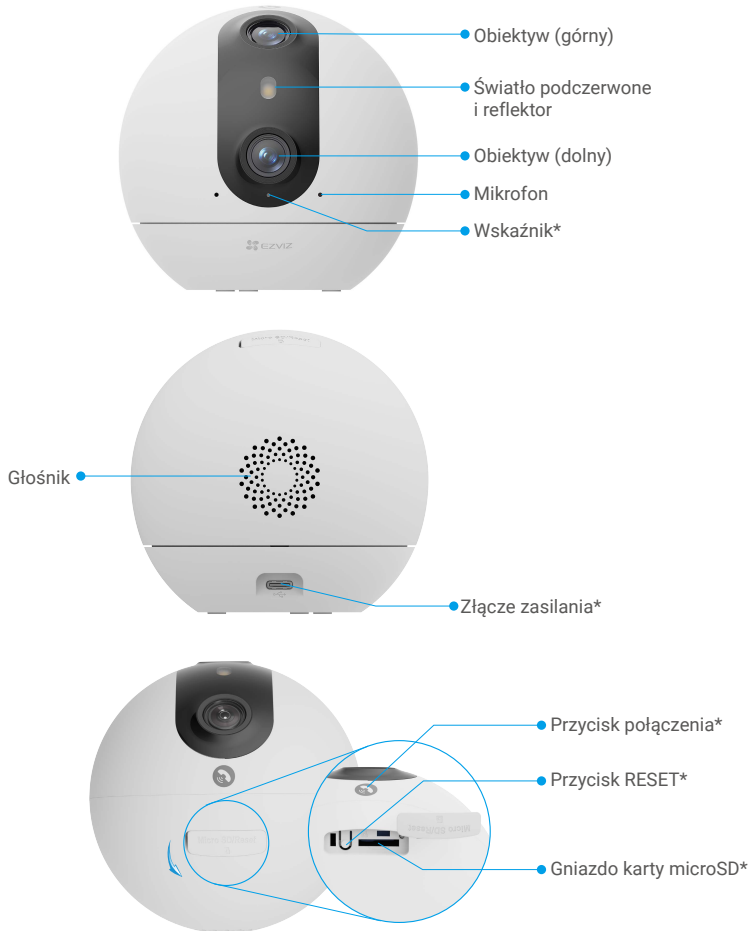 Obiektyw (górny)
Światło podczerwone
i reflektor
Obiektyw (dolny)
Mikrofon
Wskaźnik*
EZVIZ
Głośnik
Złącze zasilania*
Przycisk połączenia*
Przycisk RESET*
Gniazdo karty microSD*